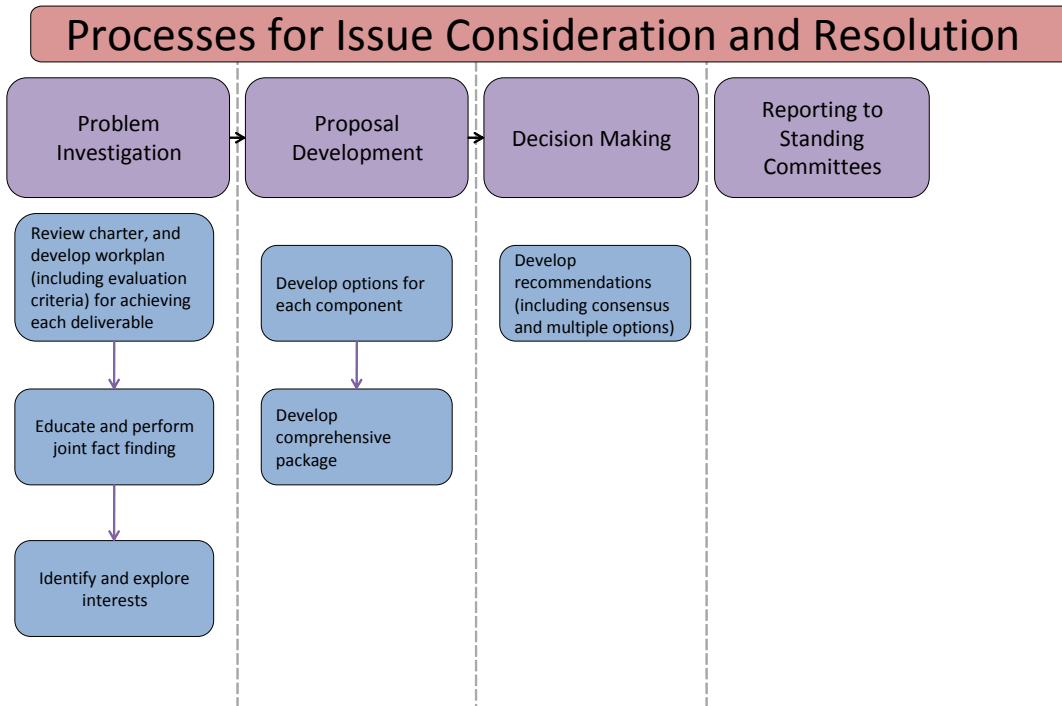 Processes for Issue Consideration and Resolution
Problem
Investigation
Proposal
Development
Decision Making
Reporting to
Standing
Committees
Review charter, and
develop workplan
(including evaluation
criteria) for achieving
each deliverable
Educate and perform
joint fact finding
Identify and explore
interests
Develop options for
each component
Develop
comprehensive
package
Develop
recommendations
(including consensus
and multiple options)